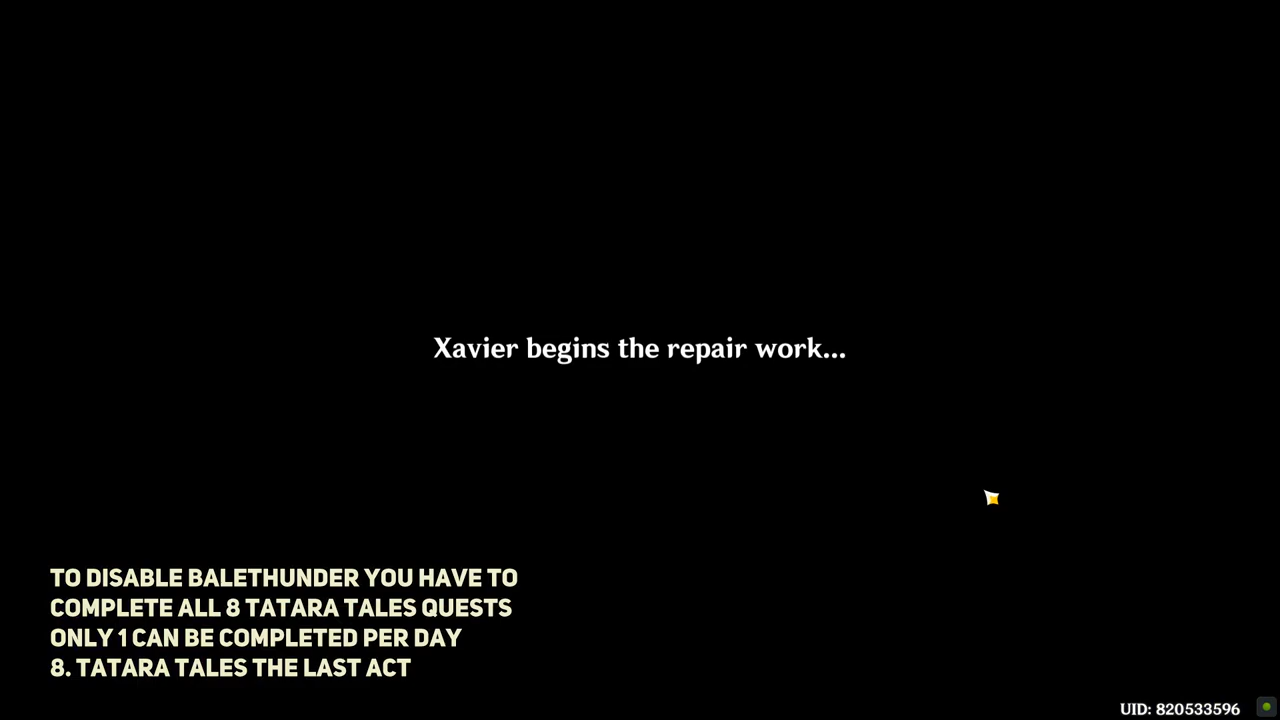 Xavier begins the repair work...
TO DISABLE BALETHUNDER YOU HAVE TO
COMPLETE ALL 8 TATARA TALES QUESTS
ONLY 1 CAN BE COMPLETED PER DAY
8. TATARA TALES THE LAST ACT
UID: 820533596